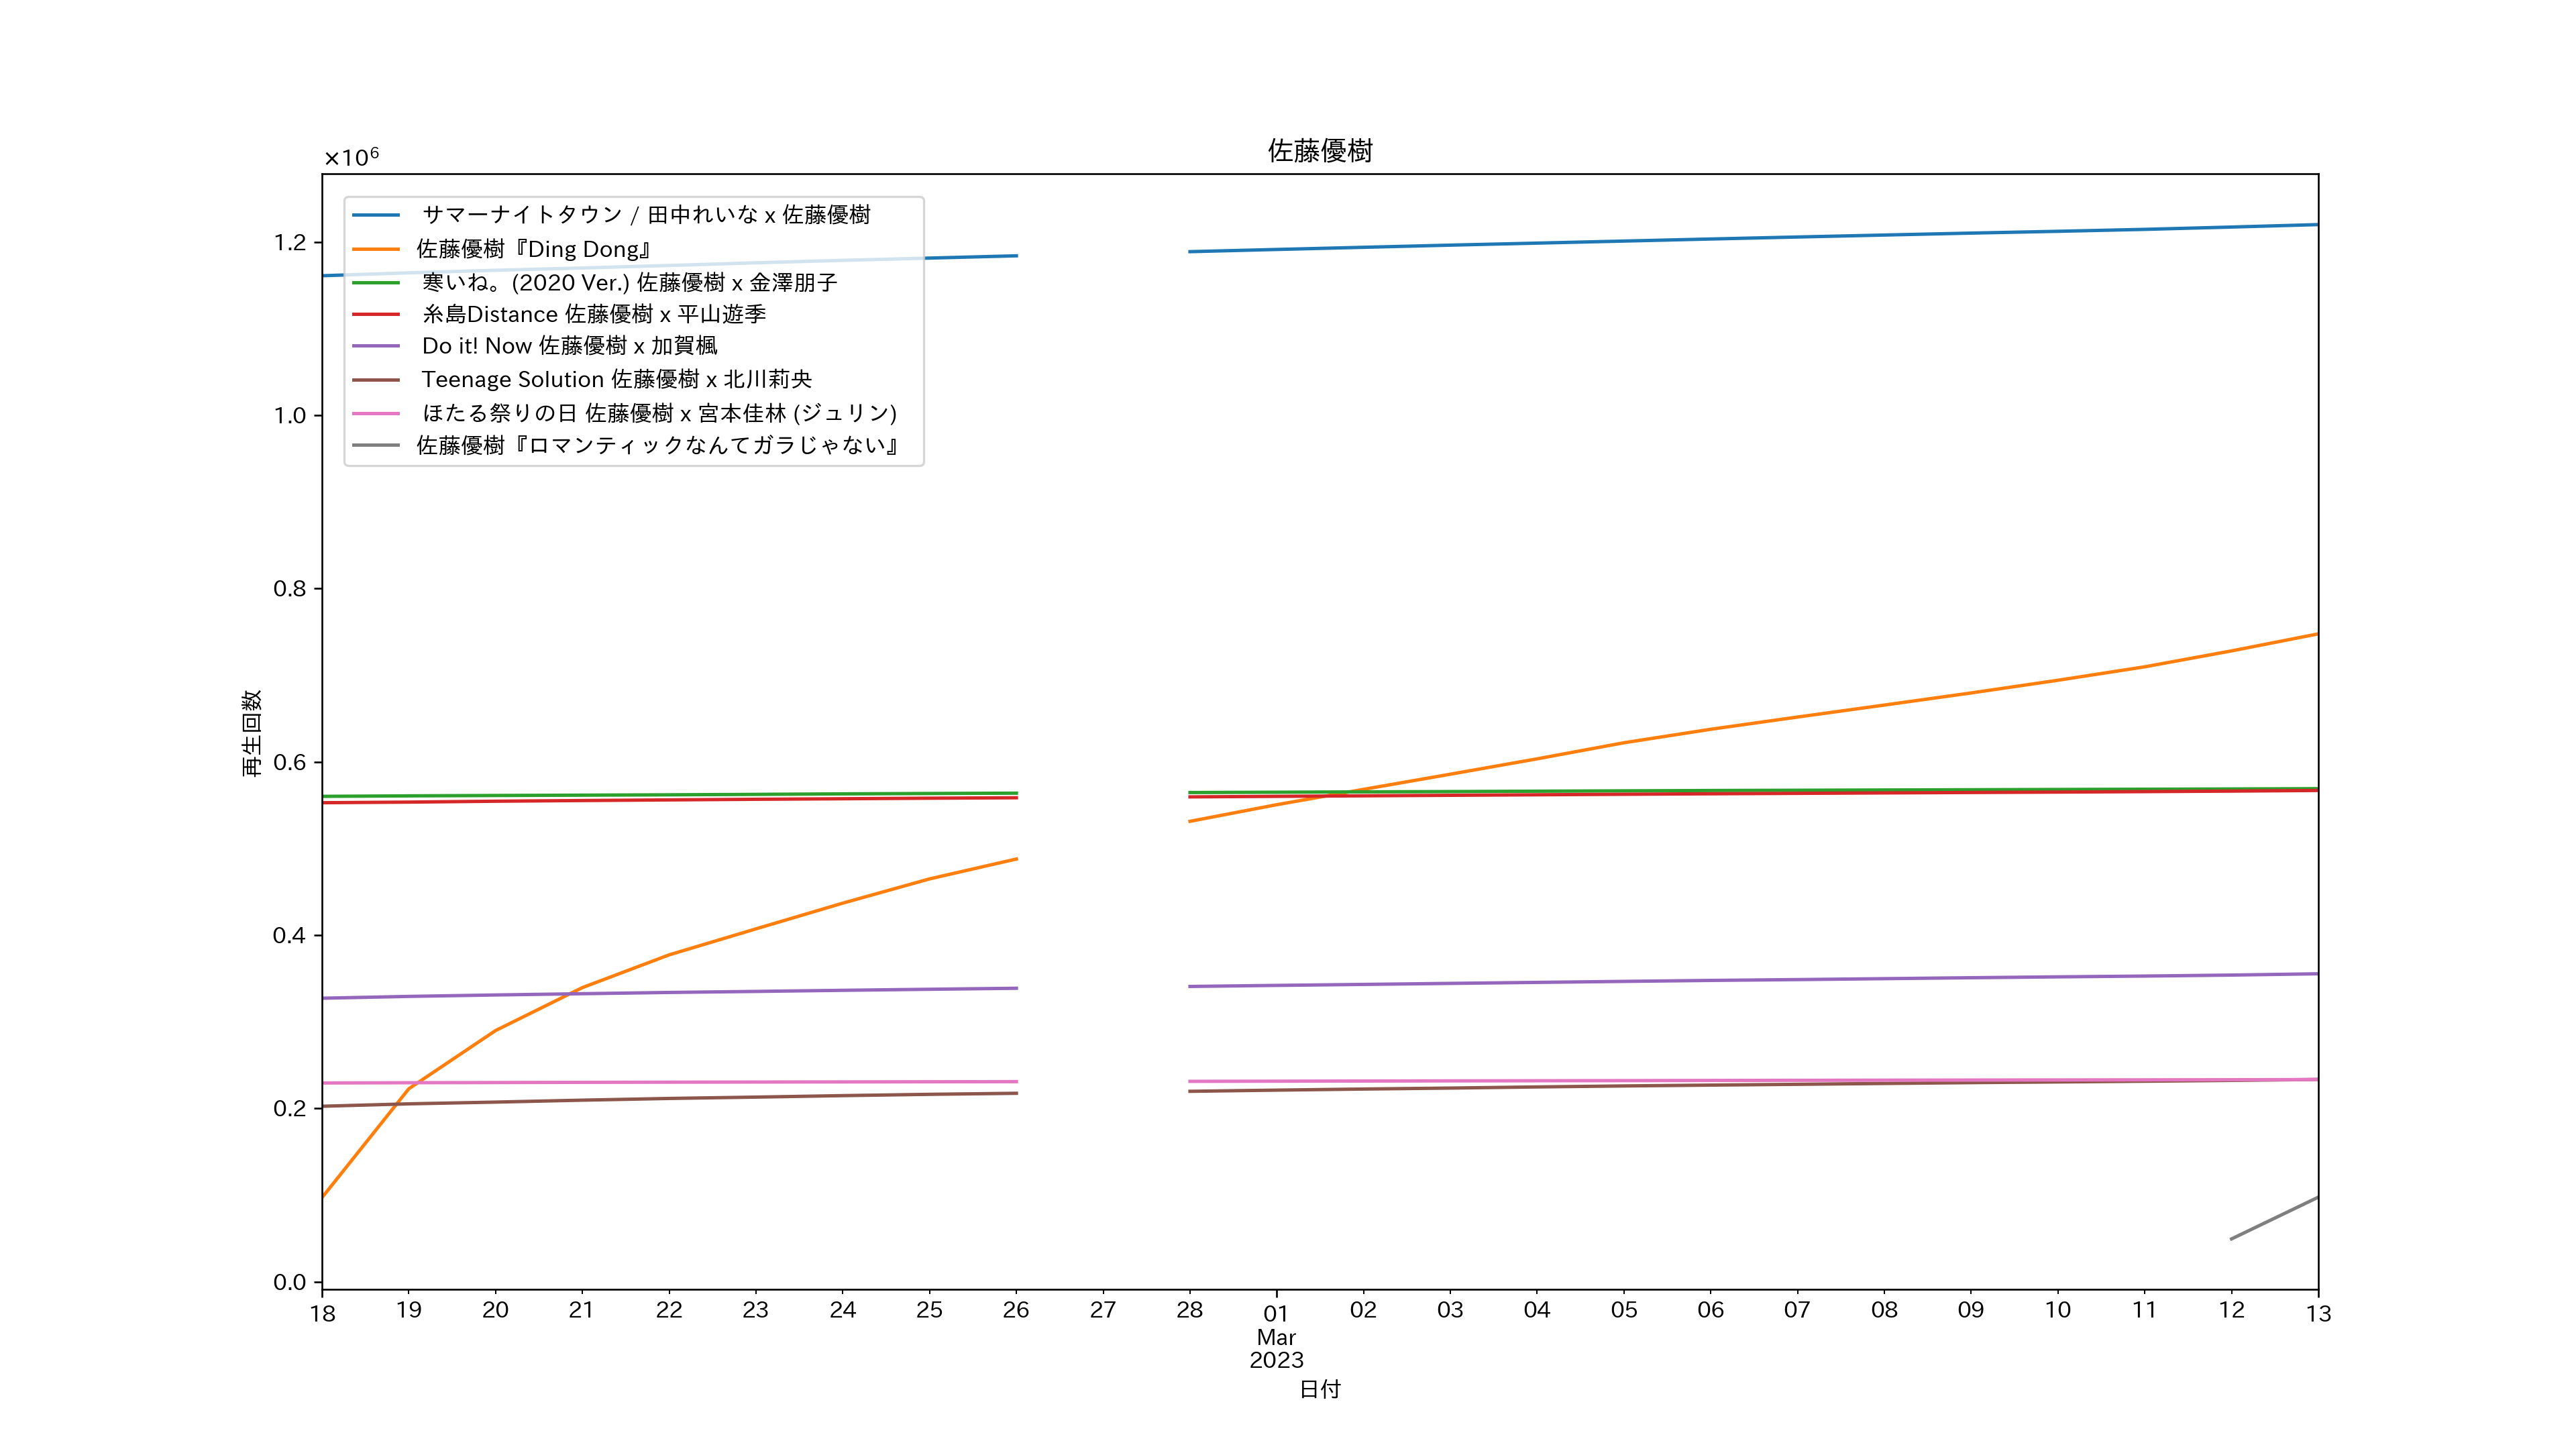 佐藤優樹
×10⁶
サマーナイトタウン / 田中れいな x 佐藤優樹
佐藤優樹『Ding Dong』
寒いね。(2020 Ver.) 佐藤優樹 x 金澤朋子
糸島Distance 佐藤優樹 x 平山遊季
Do it! Now 佐藤優樹 x 加賀楓
Teenage Solution 佐藤優樹 x 北川莉央
ほたる祭りの日 佐藤優樹 x 宮本佳林 (ジュリン)
佐藤優樹『ロマンティックなんてガラじゃない』
1.2
1.0
0.8
0.6
0.4
0.2
0.0
再生回数
18 19 20 21 22 23 24 25 26 27 28 01 02 03 04 05 06 07 08 09 10 11 12 13
Mar
2023
日付